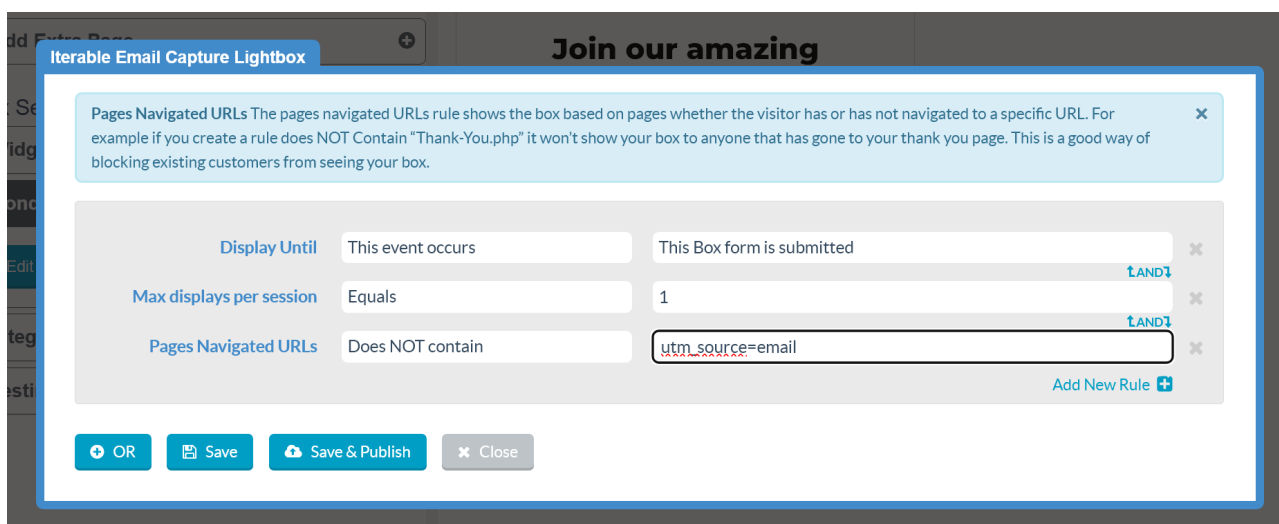 dd Extra Page
Join our amazing
Iterable Email Capture Lightbox
Pages Navigated URLs The pages navigated URLs rule shows the box based on pages whether the visitor has or has not navigated to a specific URL. For
example if you create a rule does NOT Contain “Thank-You.php” it won't show your box to anyone that has gone to your thank you page. This is a good way of
blocking existing customers from seeing your box.
Se
idg
ond
Edit
teg
esti
Display Until This event occurs This Box form is submitted
AND
Max displays per session Equals 1
AND
Pages Navigated URLs Does NOT contain utm_source=email
Add New Rule
OR Save Save & Publish Close